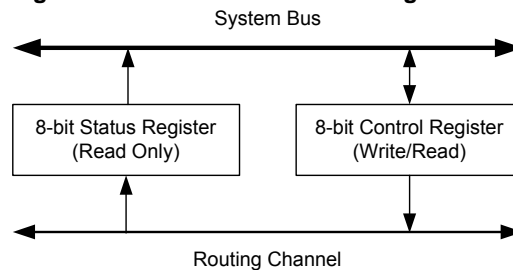 System Bus
8-bit Status Register
(Read Only)
8-bit Control Register
(Write/Read)
Routing Channel